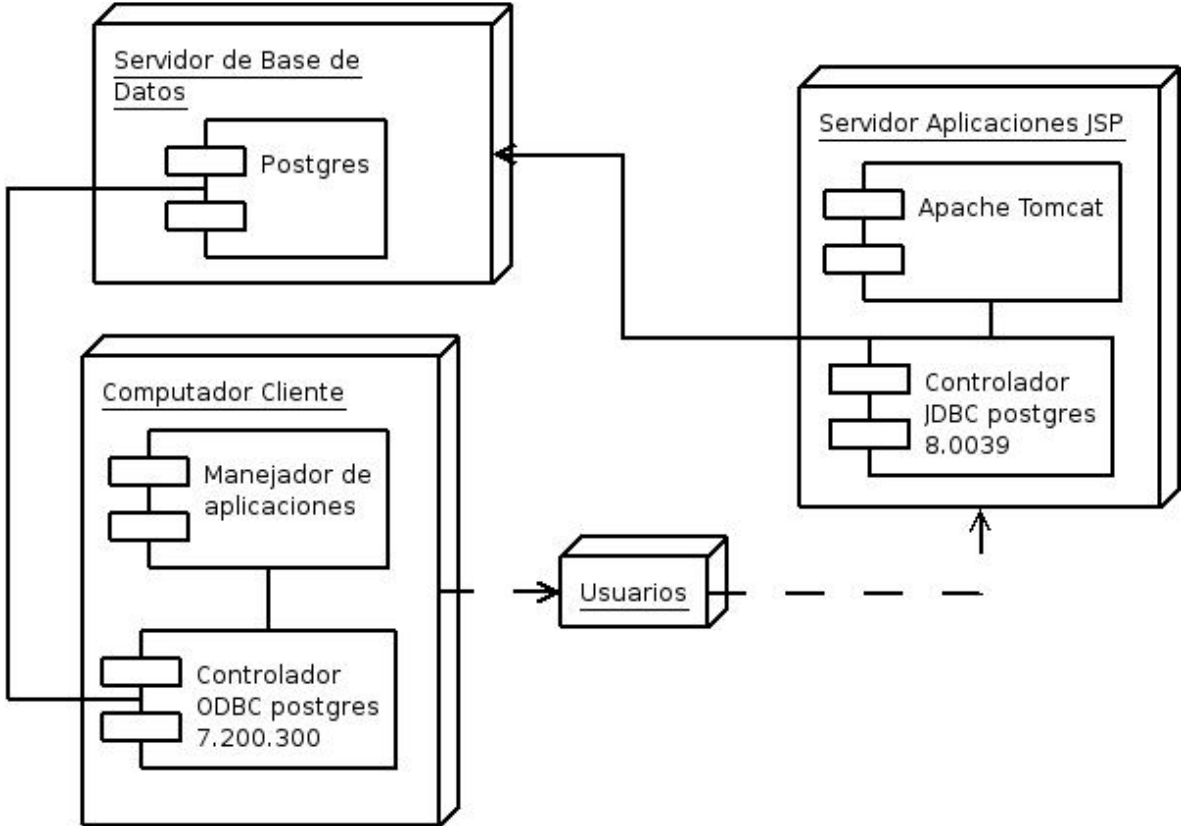 Servidor de Base de
Datos
Postgres
Servidor Aplicaciones JSP
Apache Tomcat
Controlador
JDBC postgres
8.0039
Computador Cliente
Manejador de
aplicaciones
Controlador
ODBC postgres
7.200.300
Usuarios